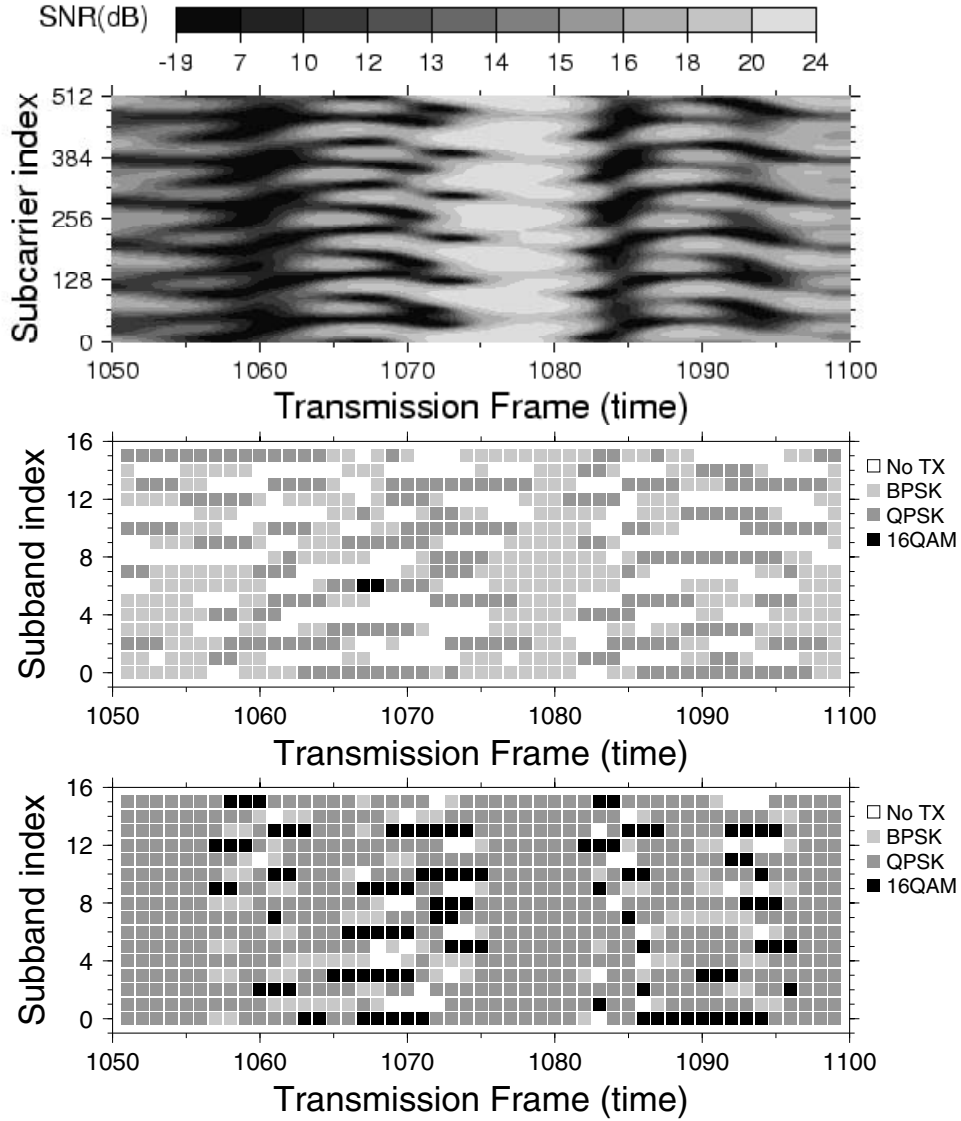 SNR(dB)
-19 7 10 12 13 14 15 16 18 20 24
Subcarrier index
512
384
256
128
0
1050 1060 1070 1080 1090 1100
Transmission Frame (time)
Subband index
16
12
8
4
0
No TX
BPSK
QPSK
16QAM
1050 1060 1070 1080 1090 1100
Transmission Frame (time)
Subband index
16
12
8
4
0
No TX
BPSK
QPSK
16QAM
1050 1060 1070 1080 1090 1100
Transmission Frame (time)